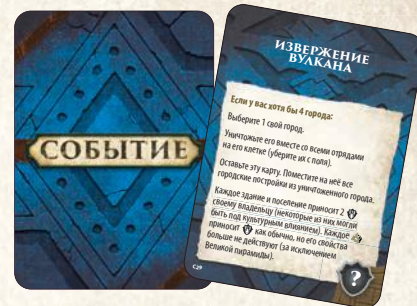 СОБЫТИЕ
ИЗВЕРЖЕНИЕ
ВУЛКАНА
Если у вас хотя бы 4 города:
Выберите 1 свой город.
Уничтожьте его вместе со всеми отрядами
на его клетке (уберите их с поля).
Оставьте эту карту. Поместите на неё все
городские постройки из уничтоженного города.
Каждое здание и поселение приносит 2
своему владельцу (некоторые из них могли
быть под культурным влиянием). Каждое
приносит как обычно, но его свойства
больше не действуют (за исключением
Великой пирамиды).
?